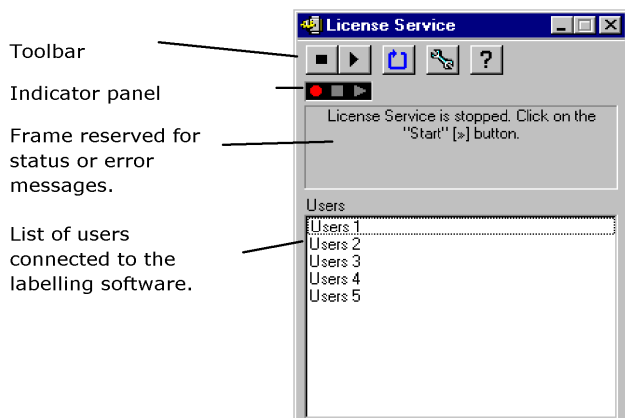 License Service
Toolbar
?
Indicator panel
Frame reserved for
status or error
messages.
License Service is stopped. Click on the
"Start" [»] button.
Users
List of users
connected to the
labelling software.
Users 1
Users 2
Users 3
Users 4
Users 5